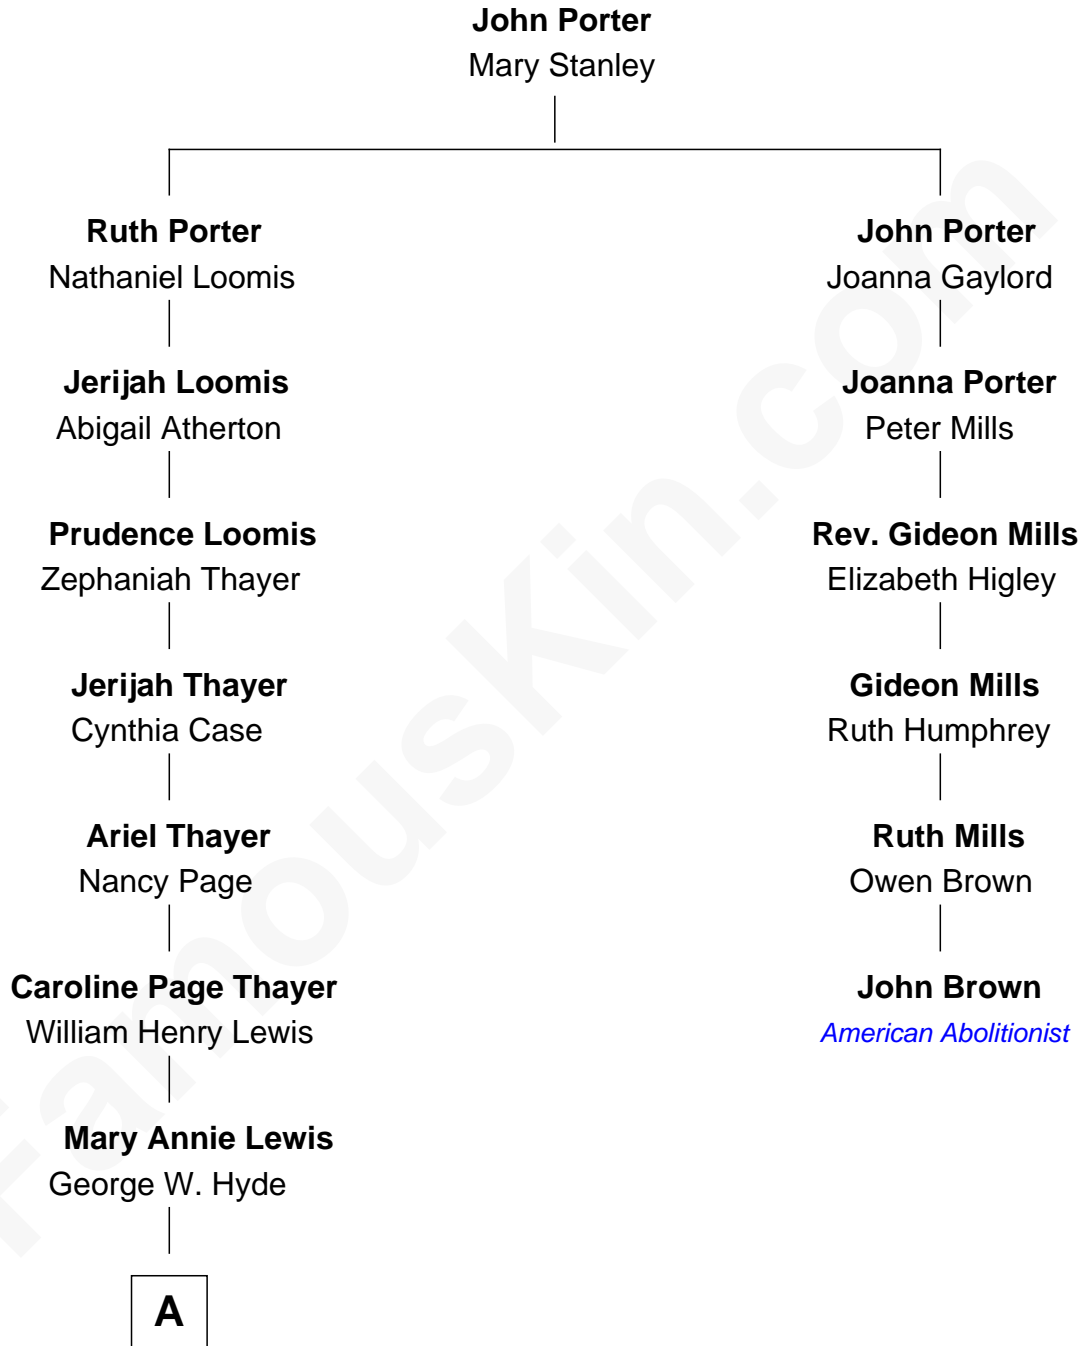 John Porter
Mary Stanley
Ruth Porter
Nathaniel Loomis
John Porter
Joanna Gaylord
Jerijah Loomis
Abigail Atherton
Joanna Porter
Peter Mills
Prudence Loomis
Zephaniah Thayer
Rev. Gideon Mills
Elizabeth Higley
Jerijah Thayer
Cynthia Case
Gideon Mills
Ruth Humphrey
Ariel Thayer
Nancy Page
Ruth Mills
Owen Brown
Caroline Page Thayer
William Henry Lewis
John Brown
American Abolitionist
Mary Annie Lewis
George W. Hyde
A
FamousKin.com